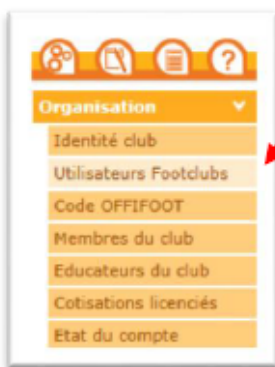 ?
Organisation
Identité club
Utilisateurs Footclubs
Code OFFIFOOT
Membres du club
Educateurs du club
Cotisations licenciés
Etat du compte